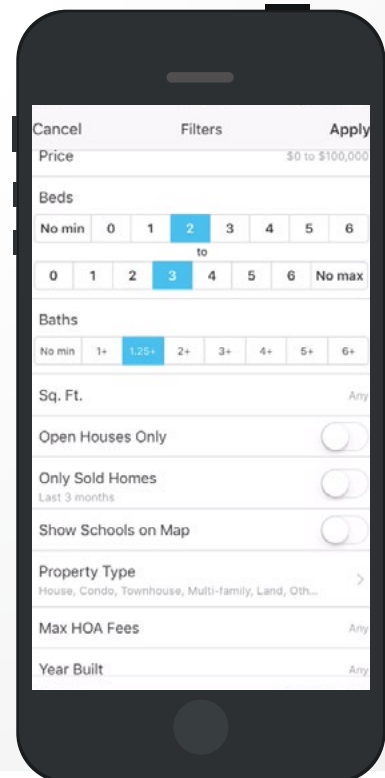 Cancel Filters Apply
Price $0 to $100,000
Beds
No min 0 1 2 3 4 5 6
to
0 1 2 3 4 5 6 No max
Baths
No min 1+ 1.25+ 2+ 3+ 4+ 5+ 6+
Sq. Ft. Any
Open Houses Only
Only Sold Homes
Last 3 months
Show Schools on Map
Property Type
House, Condo, Townhouse, Multi-family, Land, Oth...
Max HOA Fees Any
Year Built Any